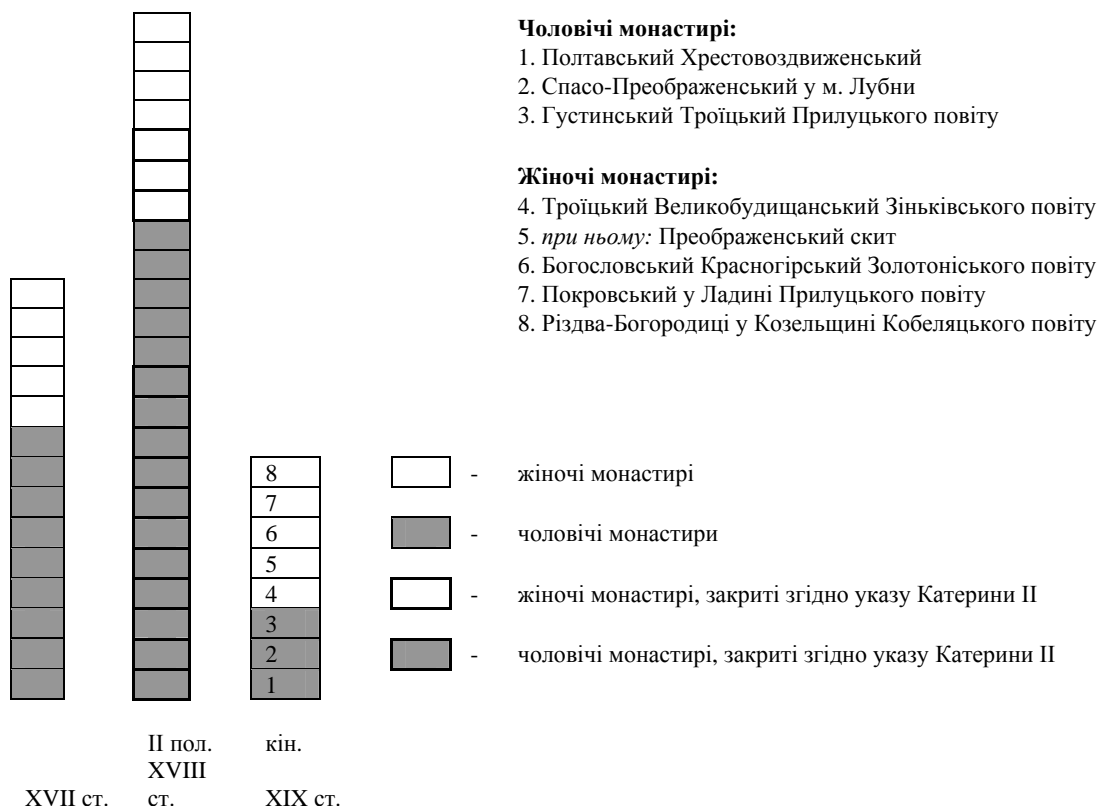 Чоловічі монастирі:
1. Полтавський Хрестовоздвиженський
2. Спасо-Преображенський у м. Лубни
3. Густинський Троїцький Прилуцького повіту
Жіночі монастирі:
4. Троїцький Великобудищанський Зіньківського повіту
5. при ньому: Преображенський скит
6. Богословський Красногірський Золотоніського повіту
7. Покровський у Ладині Прилуцького повіту
8. Різдва-Богородиці у Козельщині Кобеляцького повіту
8
7
6
5
4
3
2
1
- жіночі монастирі
- чоловічі монастири
- жіночі монастирі, закриті згідно указу Катерини ІІ
- чоловічі монастирі, закриті згідно указу Катерини ІІ
XVII ст.
ІІ пол.
XVIII
ст.
кін.
XIX ст.